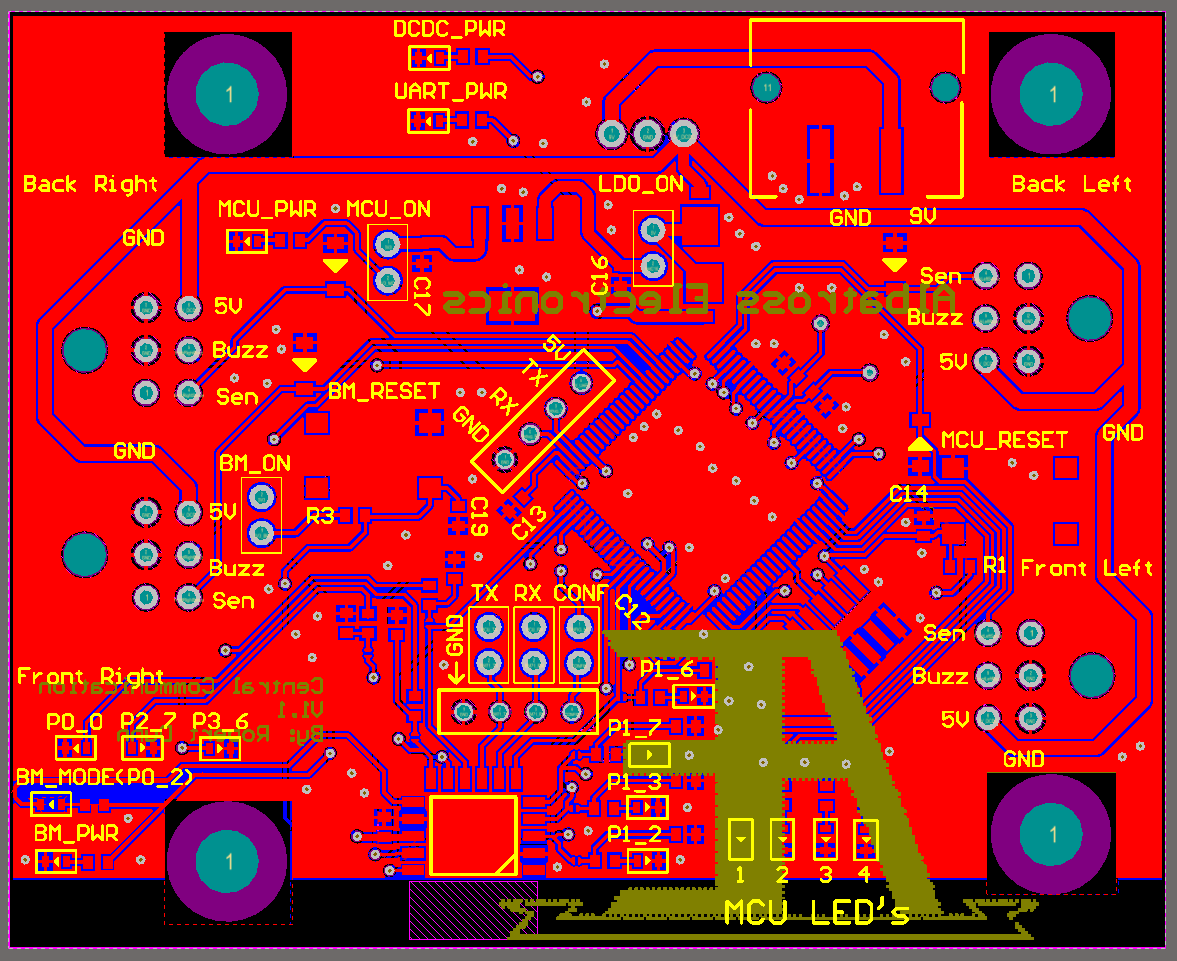 DCDC_PWR
UART_PWR
1
11
1
Back Right
LDO_ON
Back Left
MCU_PWR
MCU_ON
GND
9V
GND
C17
C16
Sen
5V
Albatross Electronics
Buzz
Buzz
5V
5V
TX
BM_RESET
Sen
RX
GND
GND
MCU_RESET
GND
BM_ON
C14
5V
R3
C19
C13
Buzz
R1
Front Left
TX
RX
CONF
Sen
C12
GND
Sen
Front Right
P1_6
Buzz
Central Communication
V1.1
P0_0
P2_7
P3_6
P1_7
5V
By: Robert Dunn
GND
BM_MODE(P0_2)
P1_3
BM_PWR
P1_2
1
1
1
2
3
4
MCU LED's